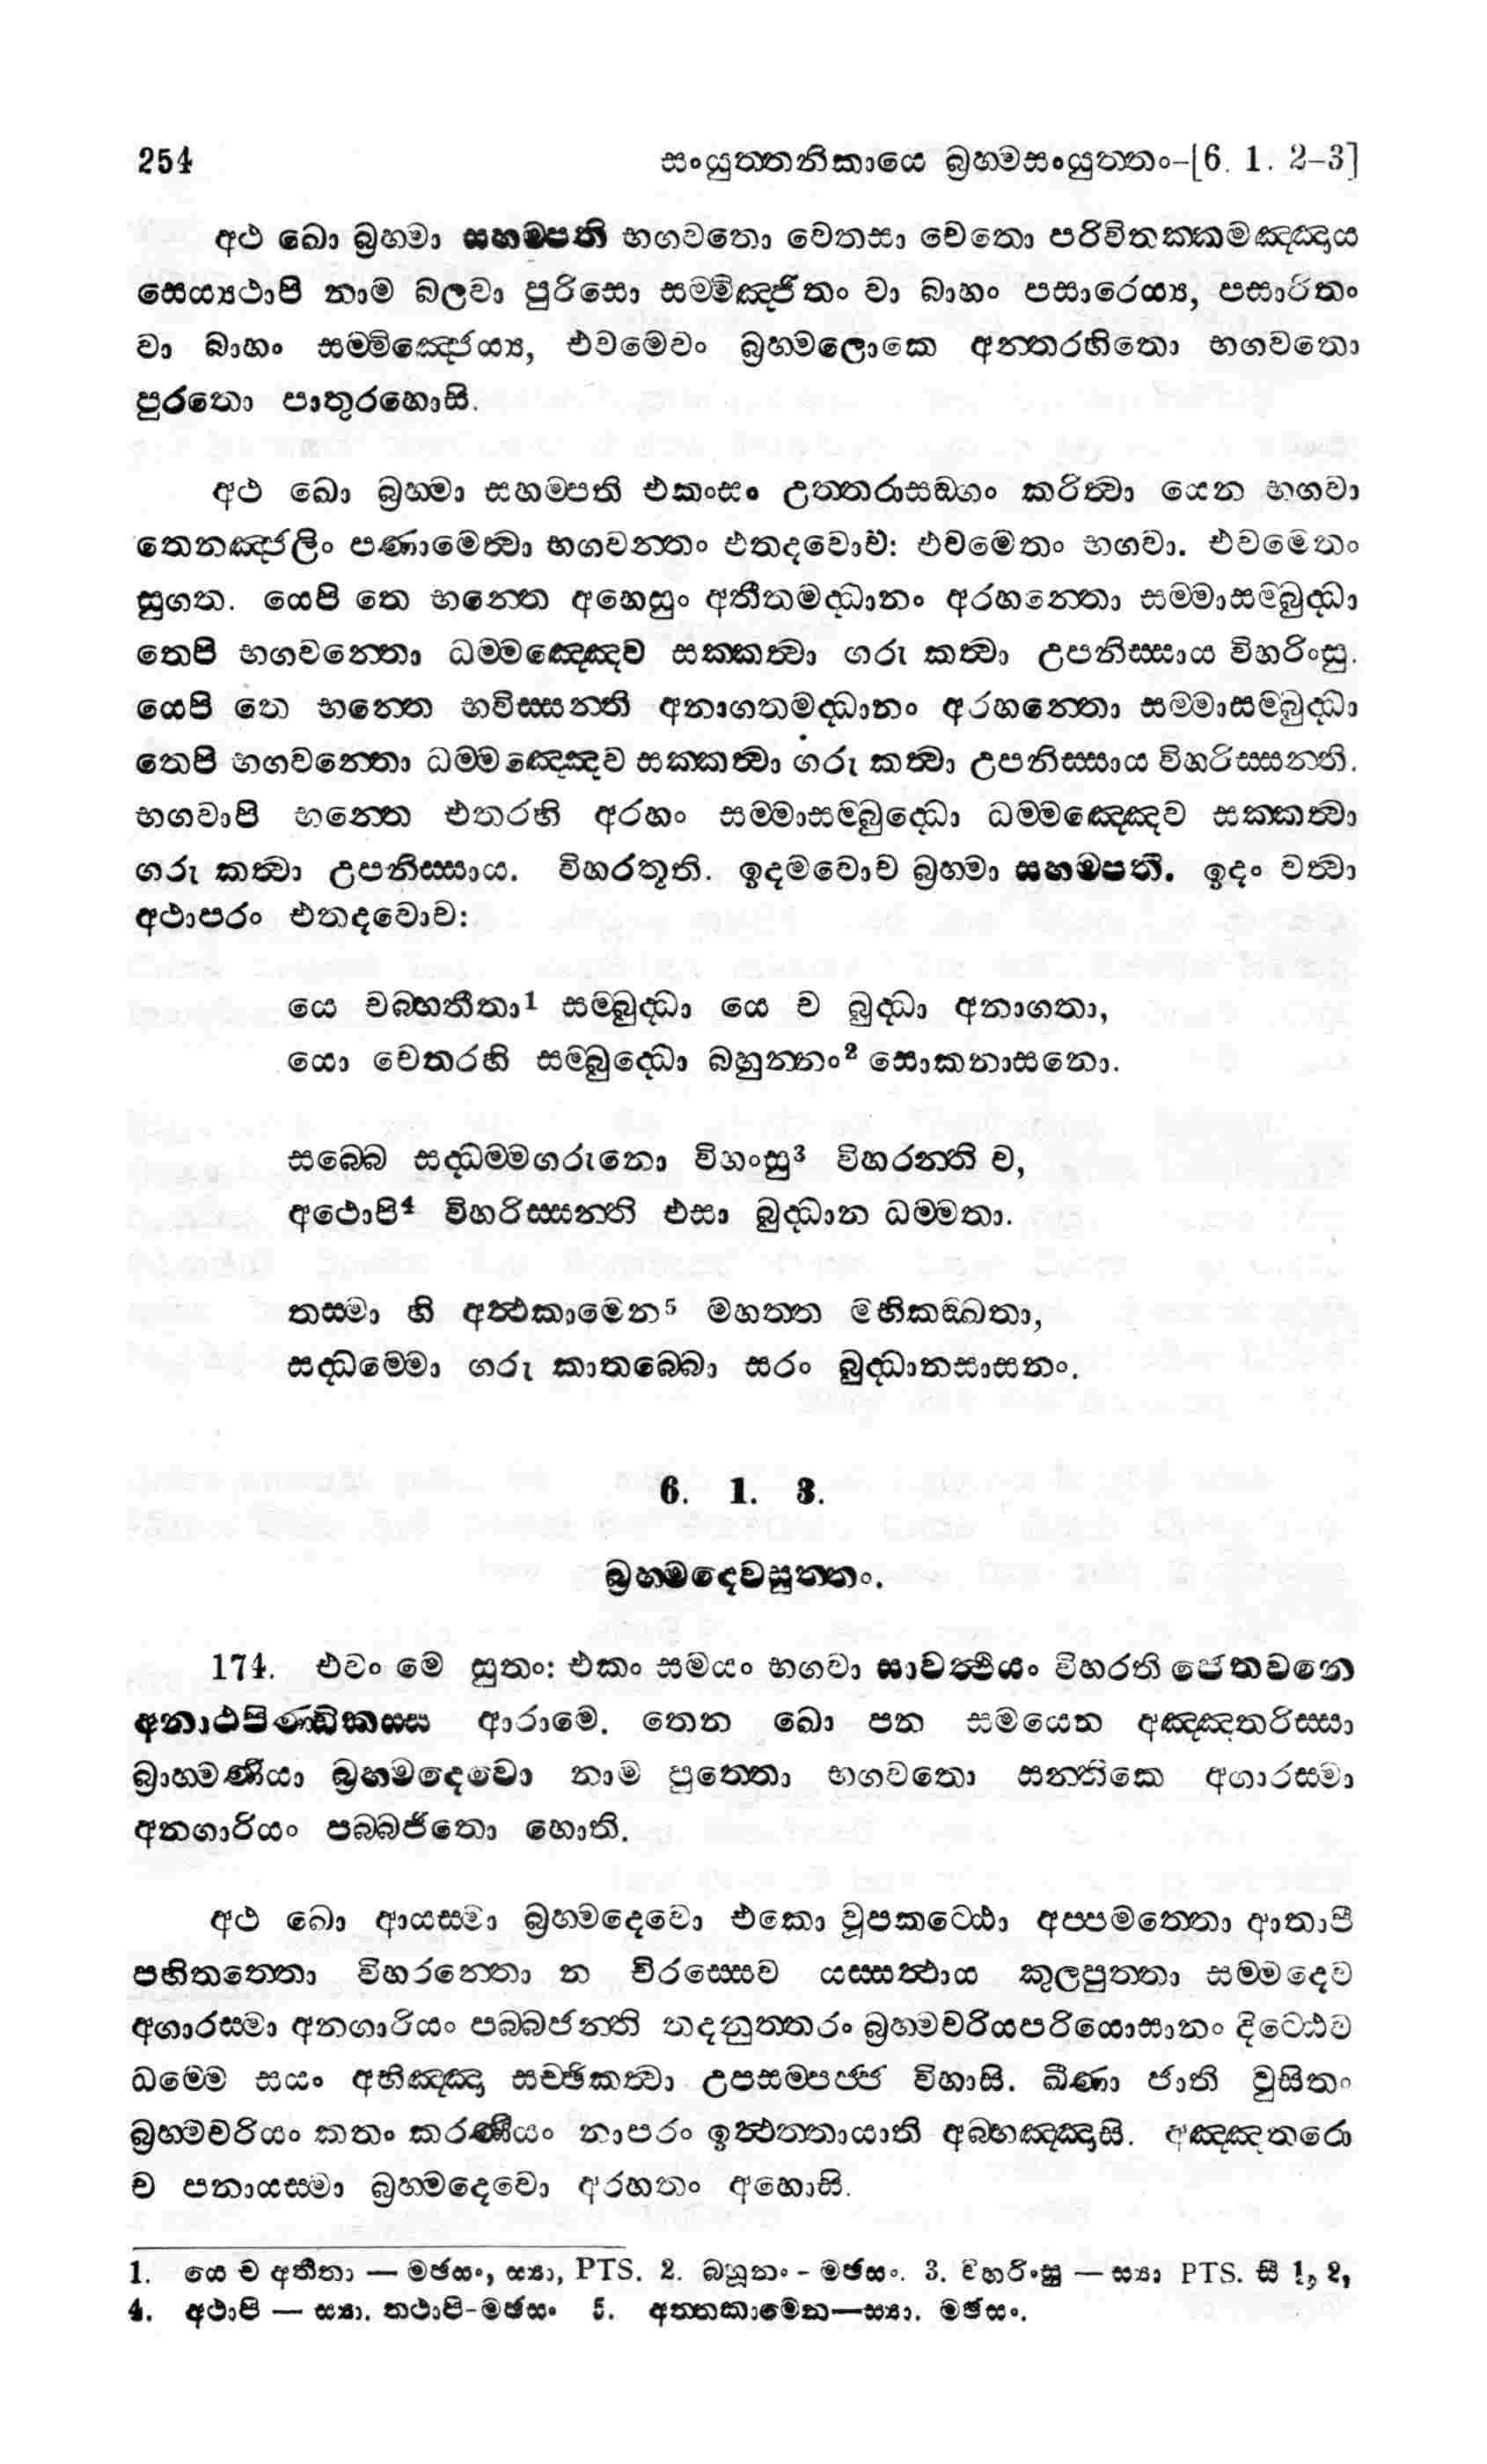 254 සංයුත්තනිකායෙ බ්‍රහ්මසංයුත්තං–[6. 1. 2–3]
අථ ඛො බ්‍රහ්මා සහම්පති භගවතො චෙතසා චෙතො පරිවිතක්කමඤ්ඤාය
සෙය්‍යථාපි නාම බලවා පුරිසො සම්මිඤ්ජිතං වා බාහං පසාරෙය්‍ය, පසාරිතං
වා බාහං සම්මිඤ්ජෙය්‍ය, එවමෙවං බ්‍රහ්මලොකෙ අන්තරහිතො භගවතො
පුරතො පාතුරහොසි.
අථ ඛො බ්‍රහ්මා සහම්පති එකංසං උත්තරාසඞ්ගං කරිත්‍වා යෙන භගවා
තෙනඤ්ජලිං පණාමෙත්‍වා භගවන්තං එතදවොච: එවමෙතං භගවා. එවමෙතං
සුගත. යෙපි තෙ භන්තෙ අහෙසුං අතීතමද්ධානං අරහන්තො සම්මාසම්බුද්ධා
තෙපි භගවන්තො ධම්මඤ්ඤෙව සක්කත්‍වා ගරු කත්‍වා උපනිස්සාය විහරිංසු.
යෙපි තෙ භන්තෙ භවිස්සන්ති අනාගතමද්ධානං අරහන්තො සම්මාසම්බුද්ධා
තෙපි භගවන්තො ධම්මඤ්ඤෙව සක්කත්‍වා ගරු කත්‍වා උපනිස්සාය විහරිස්සන්ති.
භගවාපි භන්තෙ එතරහි අරහං සම්මාසම්බුද්ධො ධම්මඤ්ඤෙව සක්කත්‍වා
ගරු කත්‍වා උපනිස්සාය. විහරතූති. ඉදමවොච බ්‍රහ්මා සහම්පති. ඉදං වත්‍වා
අථාපරං එතදවොච:
යෙ චබ්භතීතා1 සම්බුද්ධා යෙ ච බුද්ධා අනාගතා,
යො චෙතරහි සම්බුද්ධො බහුන්නං2 සොකනාසනො.
සබ්බෙ සද්ධම්මගරුනො විහංසු3 විහරන්ති ච,
අථොපි4 විහරිස්සන්ති එසා බුද්ධාන ධම්මතා.
තස්මා හි අත්‍ථකාමෙන5 මහත්ත මභිකඞ්ඛතා,
සද්ධම්මො ගරු කාතබ්බො සරං බුද්ධානසාසනං.
6. 1. 3.
බ්‍රහ්මදෙවසුත්තං.
174. එවං මෙ සුතං: එකං සමයං භගවා සාවත්‍ථියං විහරති ජෙතවනෙ
අනාථපිණ්ඩිකස්ස ආරාමෙ. තෙන ඛො පන සමයෙන අඤ්ඤතරිස්සා
බ්‍රාහ්මණියා බ්‍රහ්මදෙවො නාම පුත්තො භගවතො සන්තිකෙ අගාරස්මා
අනගාරියං පබ්බජිතො හොති.
අථ ඛො ආයස්මා බ්‍රහ්මදෙවො එකො වූපකට්ඨො අප්පමත්තො ආතාපී
පහිතත්තො විහරන්තො න චිරස්සෙව යස්සත්‍ථාය කුලපුත්තා සම්මදෙව
අගාරස්මා අනගාරියං පබ්බජන්ති තදනුත්තරං බ්‍රහ්මචරියපරියොසානං දිට්ඨෙව
ධම්මෙ සයං අභිඤ්ඤා සච්ඡිකත්‍වා උපසම්පජ්ජ විහාසි. ඛීණා ජාති වුසිතං
බ්‍රහ්මචරියං කතං කරණීයං නාපරං ඉත්‍ථත්තායාති අබ්භඤ්ඤාසි. අඤ්ඤතරො
ච පනායස්මා බ්‍රහ්මදෙවො අරහතං අහොසි.
1. යෙ ච අතීතා — මඡසං, ස්‍යා, PTS. 2. බහූනං - මඡසං. 3. විහරිංසු — ස්‍යා PTS. සී 1, 2,
4. අථාපි — ස්‍යා. තථාපි-මඡසං 5. අත්තකාමෙන—ස්‍යා. මඡසං.